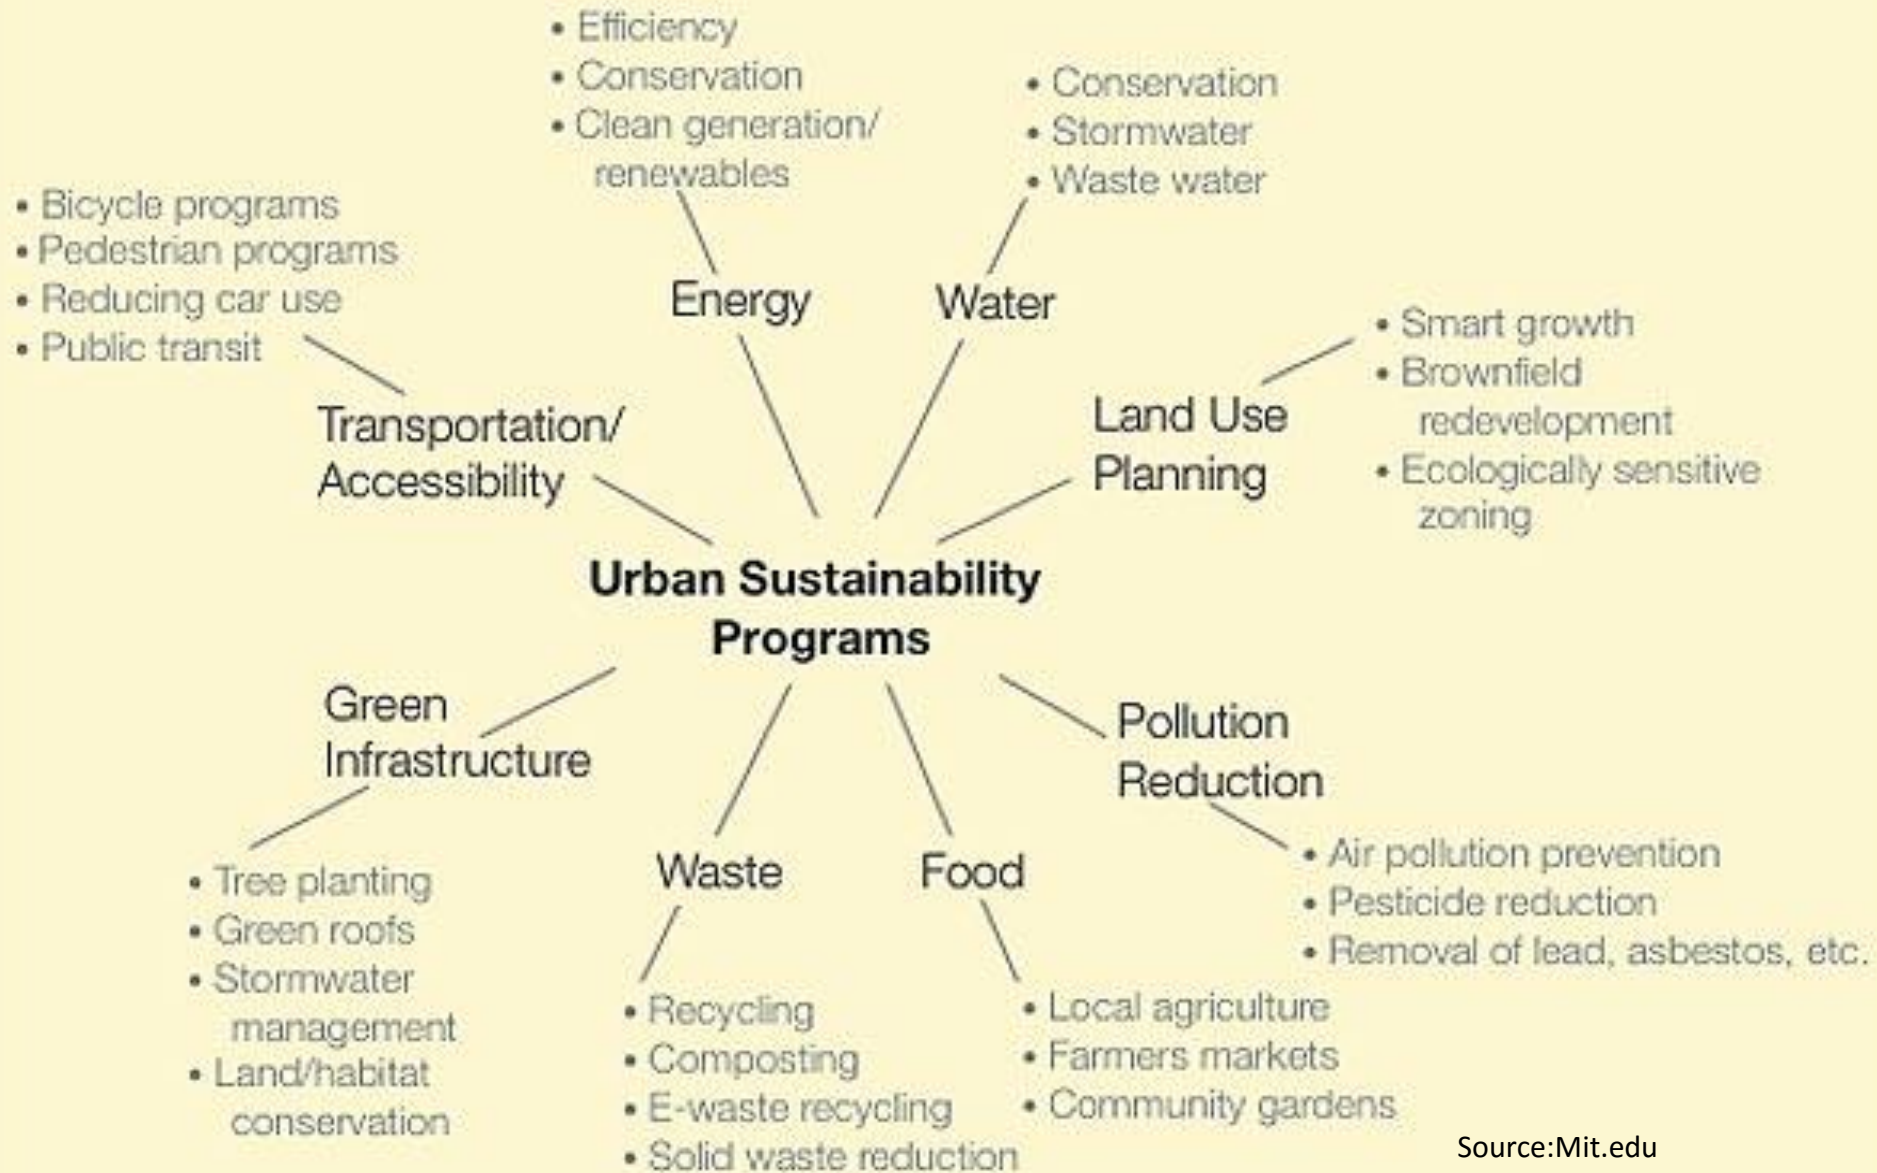 • Efficiency
• Conservation
• Clean generation/
renewables
• Conservation
• Stormwater
• Waste water
• Bicycle programs
• Pedestrian programs
• Reducing car use
• Public transit
Energy
Water
• Smart growth
• Brownfield
redevelopment
• Ecologically sensitive
zoning
Transportation/
Accessibility
Land Use
Planning
Urban Sustainability
Programs
Green
Infrastructure
Pollution
Reduction
• Tree planting
• Green roofs
• Stormwater
management
• Land/habitat
conservation
Waste
Food
• Air pollution prevention
• Pesticide reduction
• Removal of lead, asbestos, etc.
• Recycling
• Composting
• E-waste recycling
• Solid waste reduction
• Local agriculture
• Farmers markets
• Community gardens
Source:Mit.edu